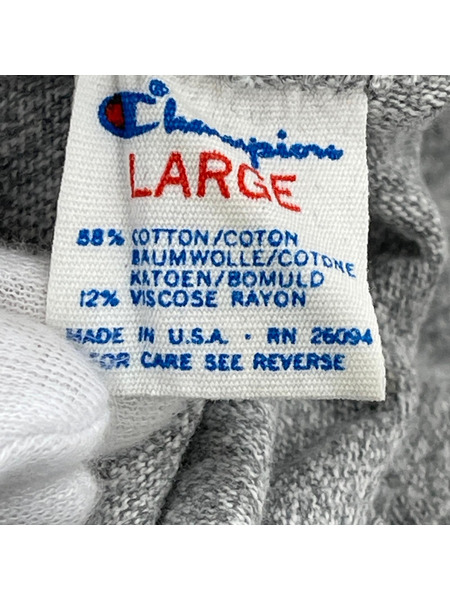 Champion®
LARGE
88% COTTON/COTON
BAUMWOLLE/COTONE
KATOEN/BOMULD
12% VISCOSE RAYON
MADE IN U.S.A. · RN 26094
FOR CARE SEE REVERSE